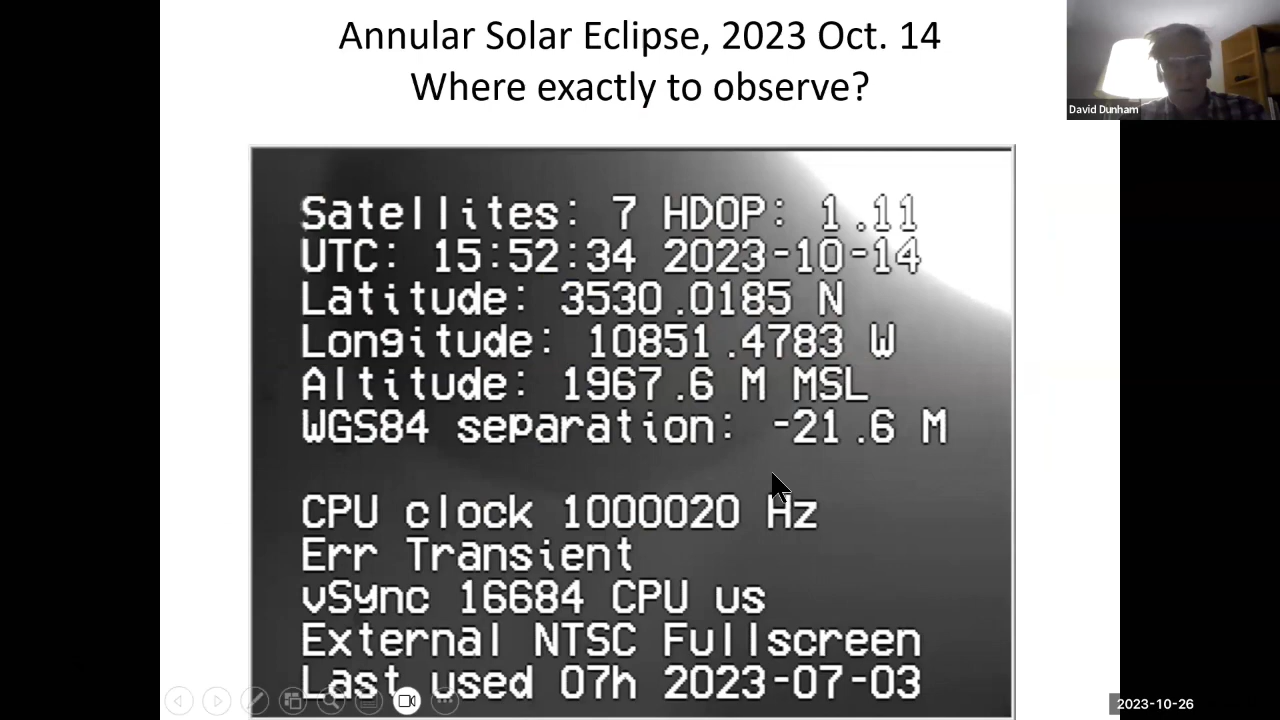 Annular Solar Eclipse, 2023 Oct. 14
Where exactly to observe?
David Dunham
Satellites: 7 HDOP: 1.11
UTC: 15:52:34 2023-10-14
Latitude: 3530.0185 N
Longitude: 10851.4783 W
Altitude: 1967.6 M MSL
WGS84 separation: -21.6 M
CPU clock 1000020 Hz
Err Transient
vSync 16684 CPU us
External NTSC Fullscreen
Last used 07h 2023-07-03
2023-10-26